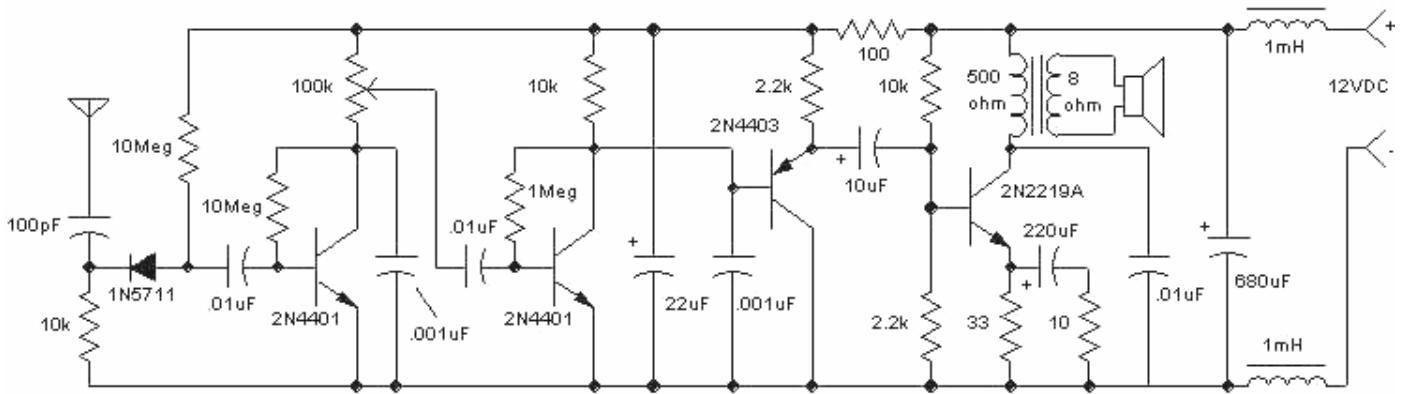 100pF
10k
1N5711
10Meg
.01uF
10Meg
100k
2N4401
.001uF
.01uF
1Meg
10k
2N4401
+
22uF
.001uF
2N4403
2.2k
100
+
10uF
10k
2.2k
500
ohm
8
ohm
2N2219A
220uF
+
33
10
.01uF
+
680uF
1mH
1mH
+
12VDC
-